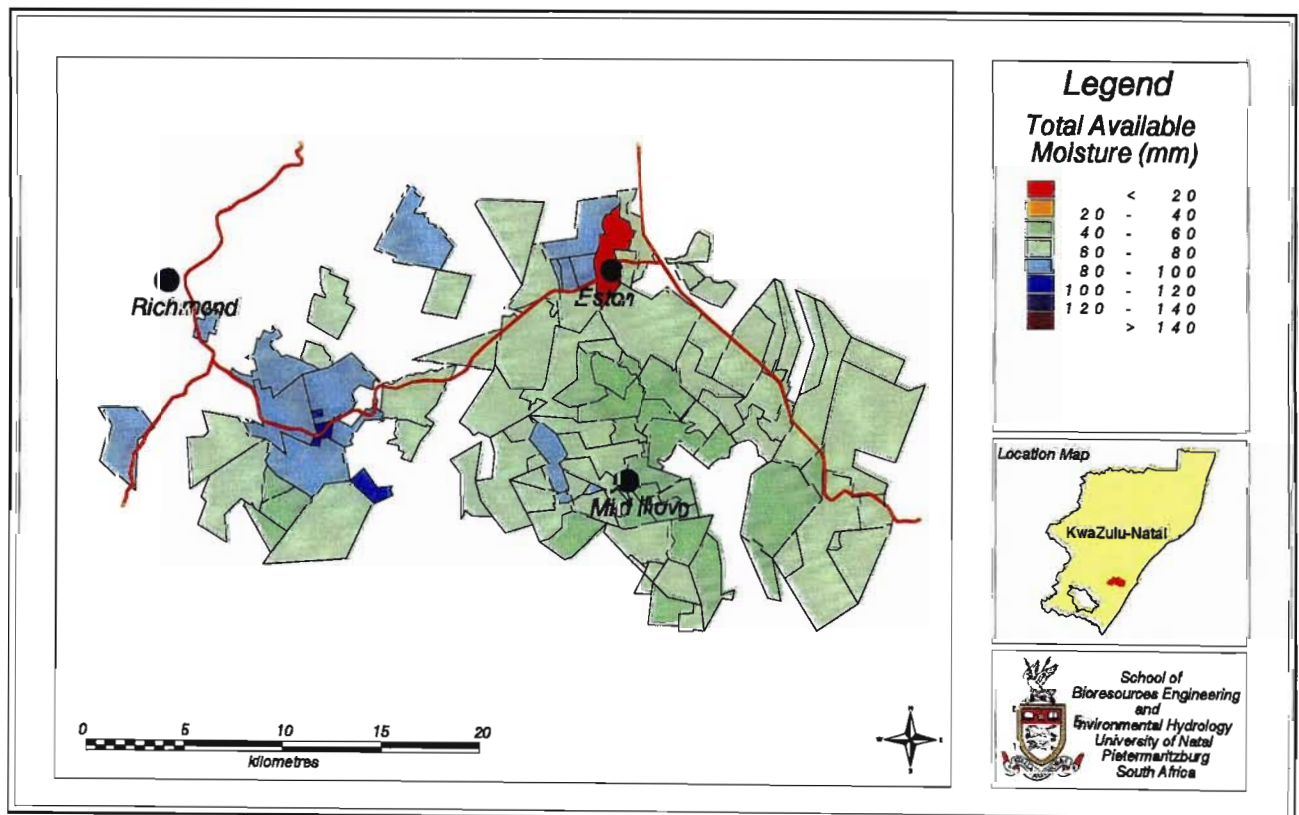 Richmond
Eston
Mid Illovo
0 5 10 15 20
kilometres
N
W E
S
Legend
Total Available
Moisture (mm)
< 20
20 - 40
40 - 60
60 - 80
80 - 100
100 - 120
120 - 140
> 140
Location Map
KwaZulu-Natal
School of
Bioresources Engineering
and
Environmental Hydrology
University of Natal
Pietermaritzburg
South Africa